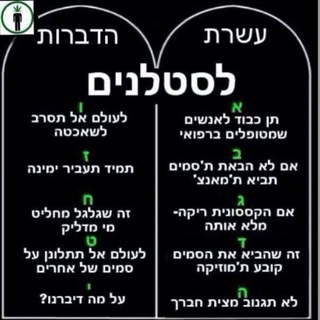 עשרת הדברות
לסטלנים
א
תן כבוד לאנשים
שמטופלים ברפואי
ב
אם לא הבאת ת'סמים
תביא ת'מאנצ'
ג
אם הקססונית ריקה-
מלא אותה
ד
זה שהביא את הסמים
קובע ת'מוזיקה
ה
לא תגנוב מצית חברך
ו
לעולם אל תסרב
לשאכטה
ז
תמיד תעביר ימינה
ח
זה שגלגל מחליט
מי מדליק
ט
לעולם אל תתלונן על
סמים של אחרים
י
על מה דיברנו?